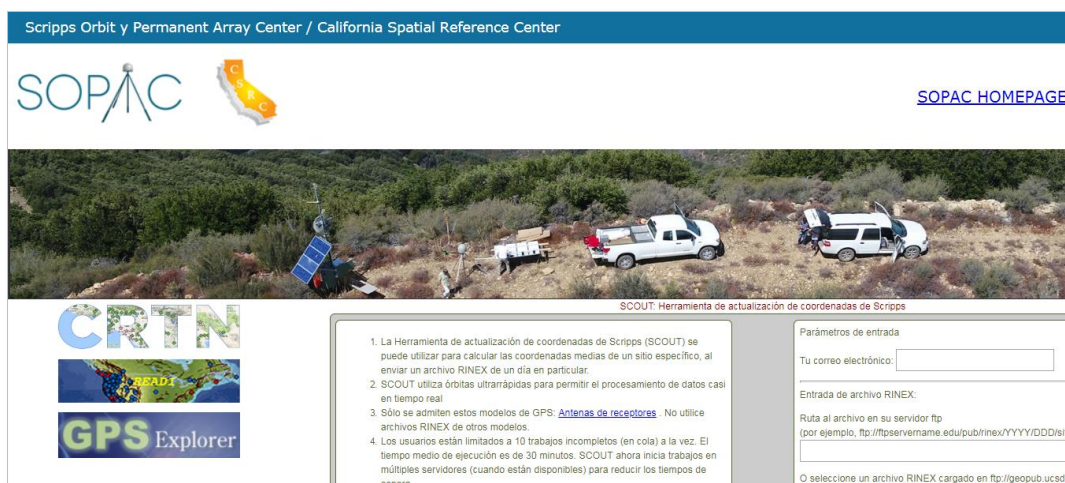 Scripps Orbit y Permanent Array Center / California Spatial Reference Center
SOPAC
CSRC
SOPAC HOMEPAGE
SCOUT: Herramienta de actualización de coordenadas de Scripps
CRTN
READI
GPS Explorer
1. La Herramienta de actualización de coordenadas de Scripps (SCOUT) se
puede utilizar para calcular las coordenadas medias de un sitio específico, al
enviar un archivo RINEX de un día en particular.
2. SCOUT utiliza órbitas ultrarrápidas para permitir el procesamiento de datos casi
en tiempo real
3. Sólo se admiten estos modelos de GPS: Antenas de receptores . No utilice
archivos RINEX de otros modelos.
4. Los usuarios están limitados a 10 trabajos incompletos (en cola) a la vez. El
tiempo medio de ejecución es de 30 minutos. SCOUT ahora inicia trabajos en
múltiples servidores (cuando están disponibles) para reducir los tiempos de
Parámetros de entrada
Tu correo electrónico:
Entrada de archivo RINEX:
Ruta al archivo en su servidor ftp
(por ejemplo, ftp://ftpservername.edu/pub/rinex/YYYY/DDD/si
O seleccione un archivo RINEX cargado en ftp://geopub.ucsd